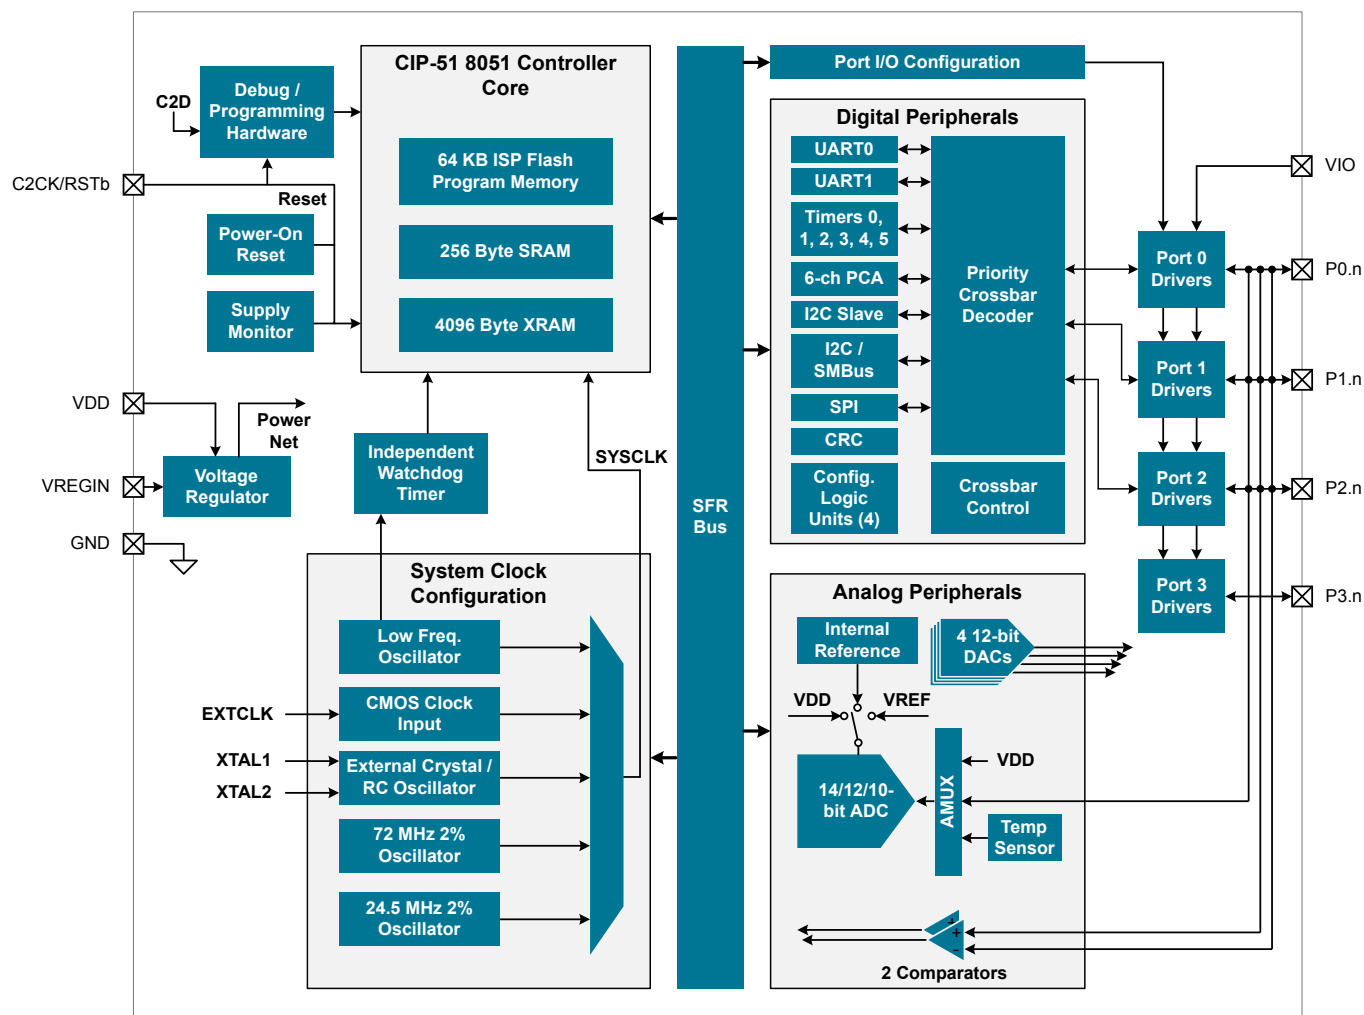 CIP-51 8051 Controller
Core
64 KB ISP Flash
Program Memory
256 Byte SRAM
4096 Byte XRAM
C2D
Debug /
Programming
Hardware
C2CK/RSTb
Reset
Power-On
Reset
Supply
Monitor
VDD
Power
Net
VREGIN
Voltage
Regulator
GND
Independent
Watchdog
Timer
SYSCLK
System Clock
Configuration
Low Freq.
Oscillator
EXTCLK
CMOS Clock
Input
XTAL1
XTAL2
External Crystal /
RC Oscillator
72 MHz 2%
Oscillator
24.5 MHz 2%
Oscillator
SFR
Bus
Port I/O Configuration
Digital Peripherals
UART0
UART1
Timers 0,
1, 2, 3, 4, 5
6-ch PCA
I2C Slave
I2C /
SMBus
SPI
CRC
Config.
Logic
Units (4)
Priority
Crossbar
Decoder
Crossbar
Control
Analog Peripherals
Internal
Reference
4 12-bit
DACs
VDD
VREF
14/12/10-
bit ADC
AMUX
VDD
Temp
Sensor
+
+
-
2 Comparators
Port 0
Drivers
Port 1
Drivers
Port 2
Drivers
Port 3
Drivers
VIO
P0.n
P1.n
P2.n
P3.n